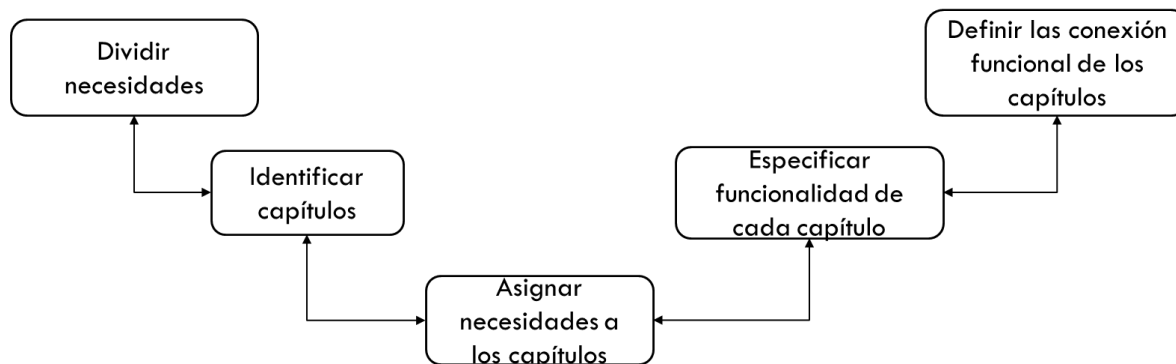 Dividir
necesidades
Identificar
capítulos
Asignar
necesidades a
los capítulos
Especificar
funcionalidad de
cada capítulo
Definir las conexión
funcional de los
capítulos